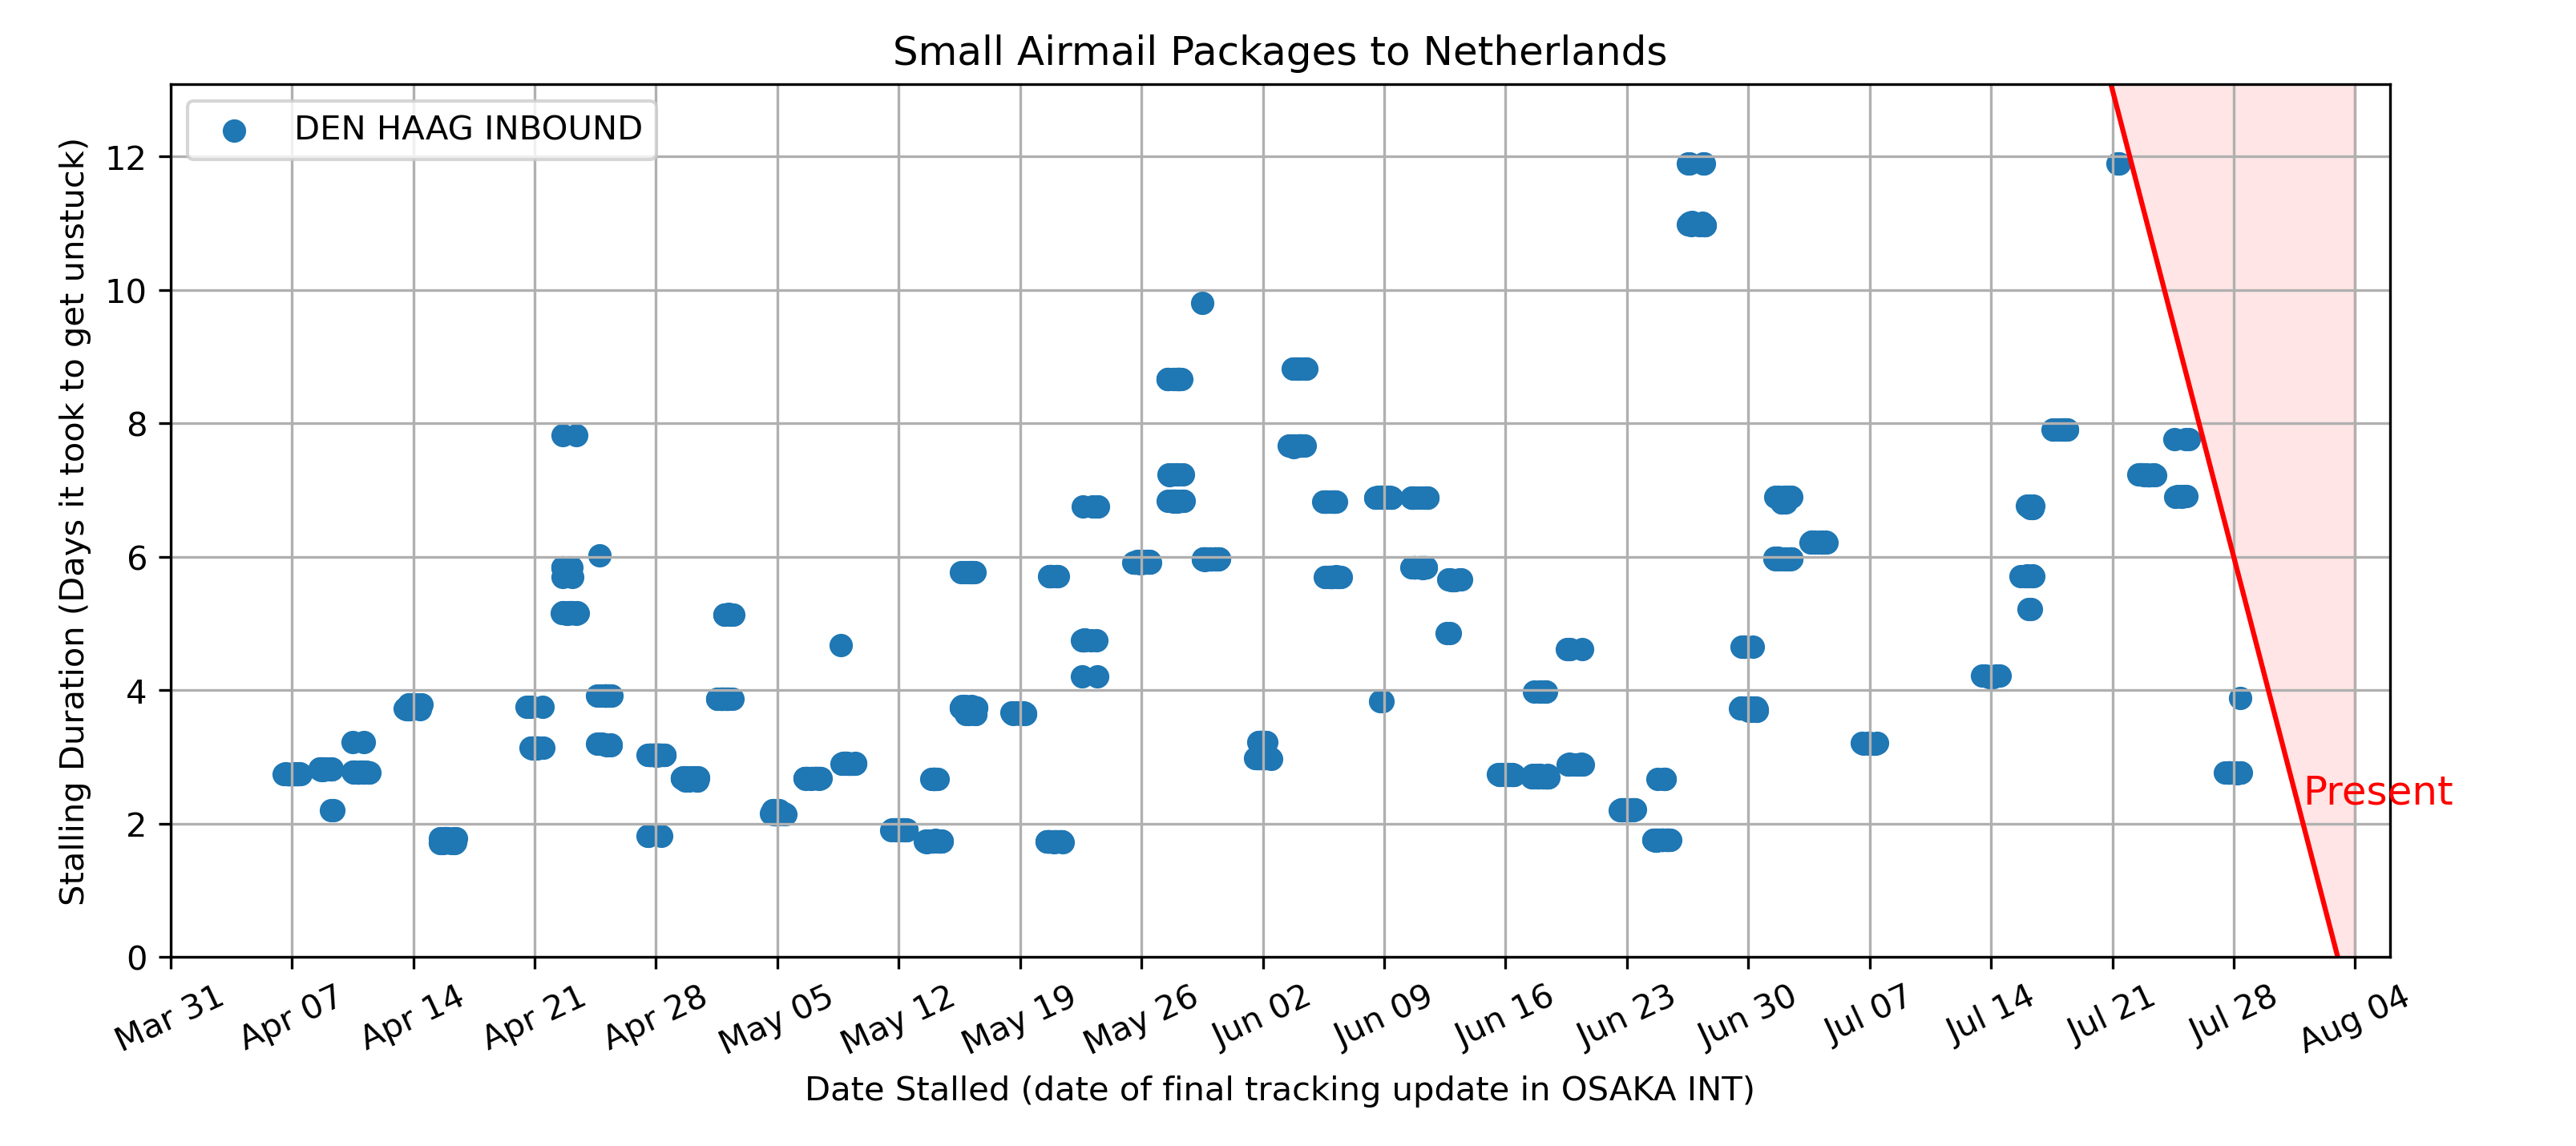 Small Airmail Packages to Netherlands
DEN HAAG INBOUND
Stalling Duration (Days it took to get unstuck)
12
10
8
6
4
2
0
Present
Mar 31
Apr 07
Apr 14
Apr 21
Apr 28
May 05
May 12
May 19
May 26
Jun 02
Jun 09
Jun 16
Jun 23
Jun 30
Jul 07
Jul 14
Jul 21
Jul 28
Aug 04
Date Stalled (date of final tracking update in OSAKA INT)